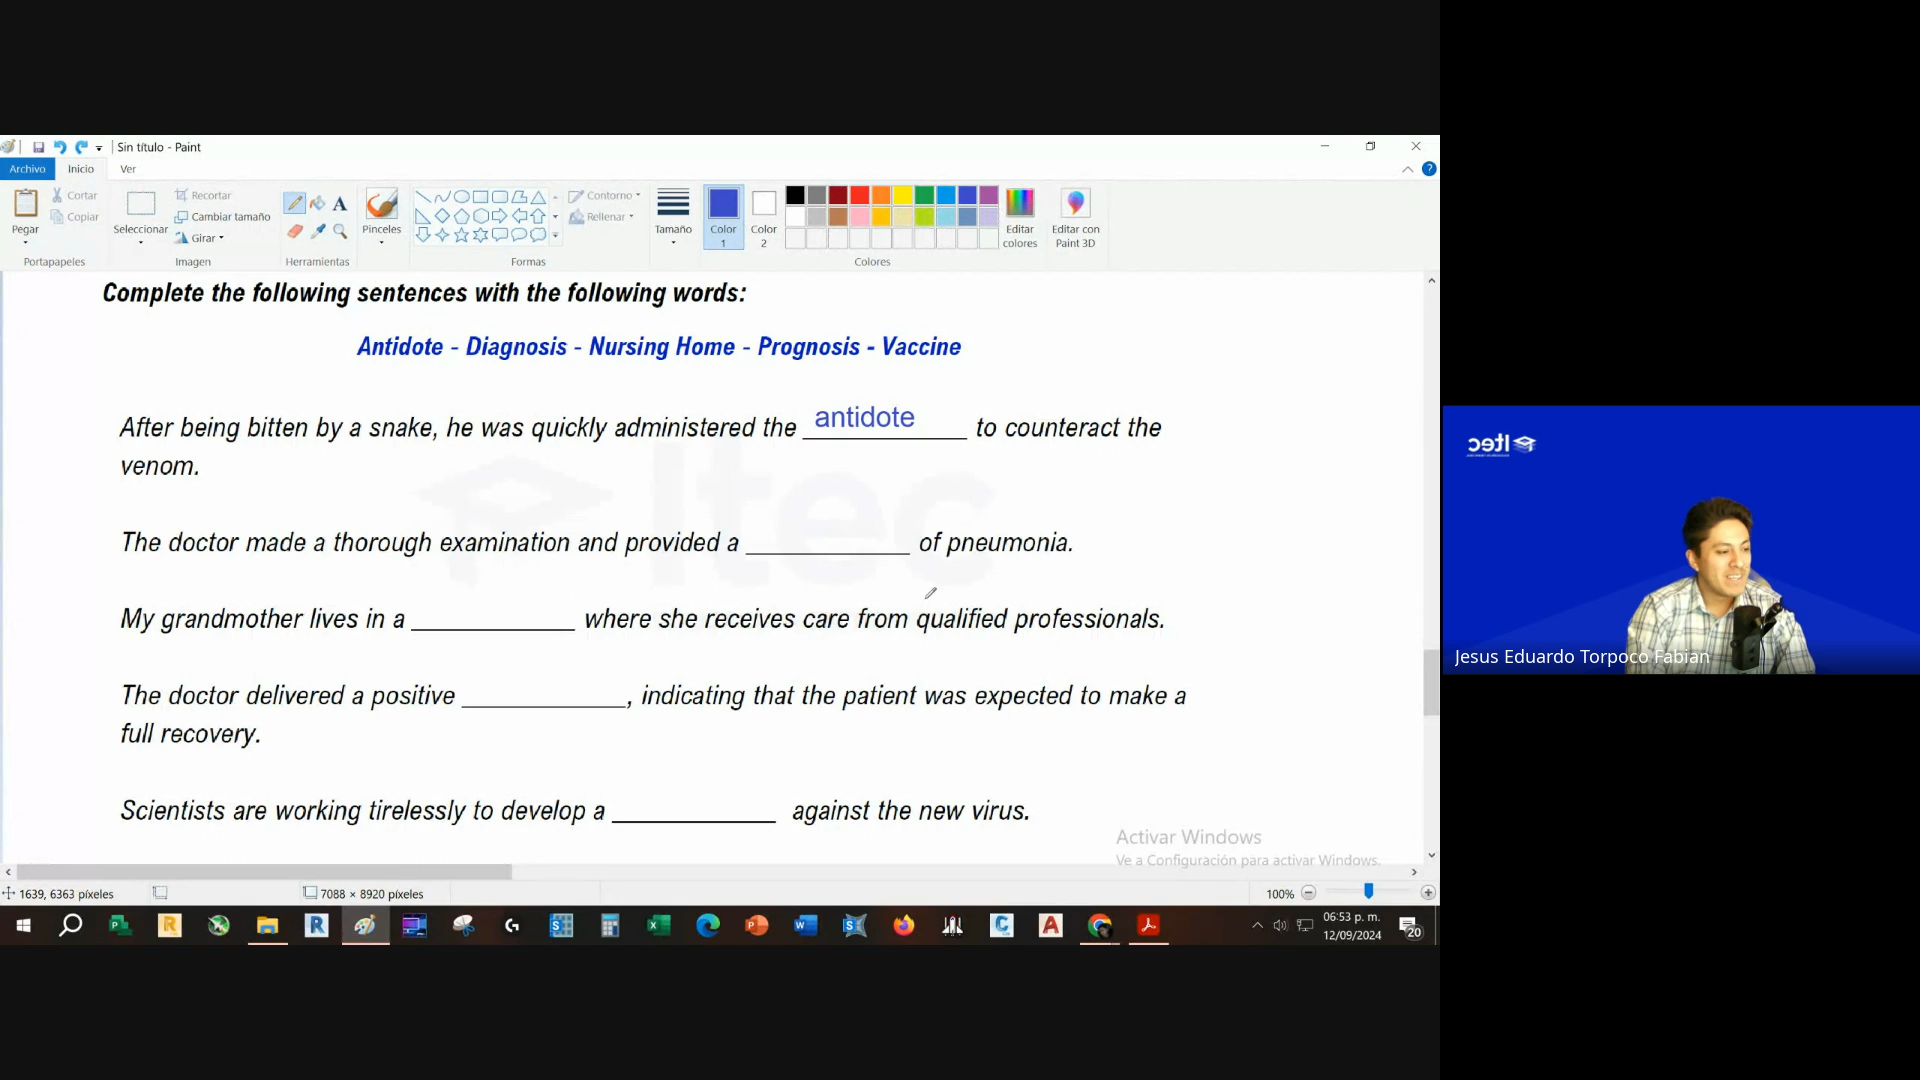 Sin título - Paint
Archivo Inicio Ver
Pegar
Cortar
Copiar
Portapapeles
Seleccionar
Recortar
Cambiar tamaño
Girar
Imagen
A
Herramientas
Pinceles
Contorno
Rellenar
Formas
Tamaño
Color 1
Color 2
Editar colores
Editar con Paint 3D
Colores
Complete the following sentences with the following words:
Antidote - Diagnosis - Nursing Home - Prognosis - Vaccine
After being bitten by a snake, he was quickly administered the antidote to counteract the
venom.
Itec
The doctor made a thorough examination and provided a ____________ of pneumonia.
My grandmother lives in a ____________ where she receives care from qualified professionals.
The doctor delivered a positive ____________, indicating that the patient was expected to make a
full recovery.
Scientists are working tirelessly to develop a ____________ against the new virus.
Activar Windows
Ve a Configuración para activar Windows.
1639, 6363 píxeles
7088 × 8920 píxeles
100%
06:53 p. m.
12/09/2024
20
Itec
Jesus Eduardo Torpoco Fabian